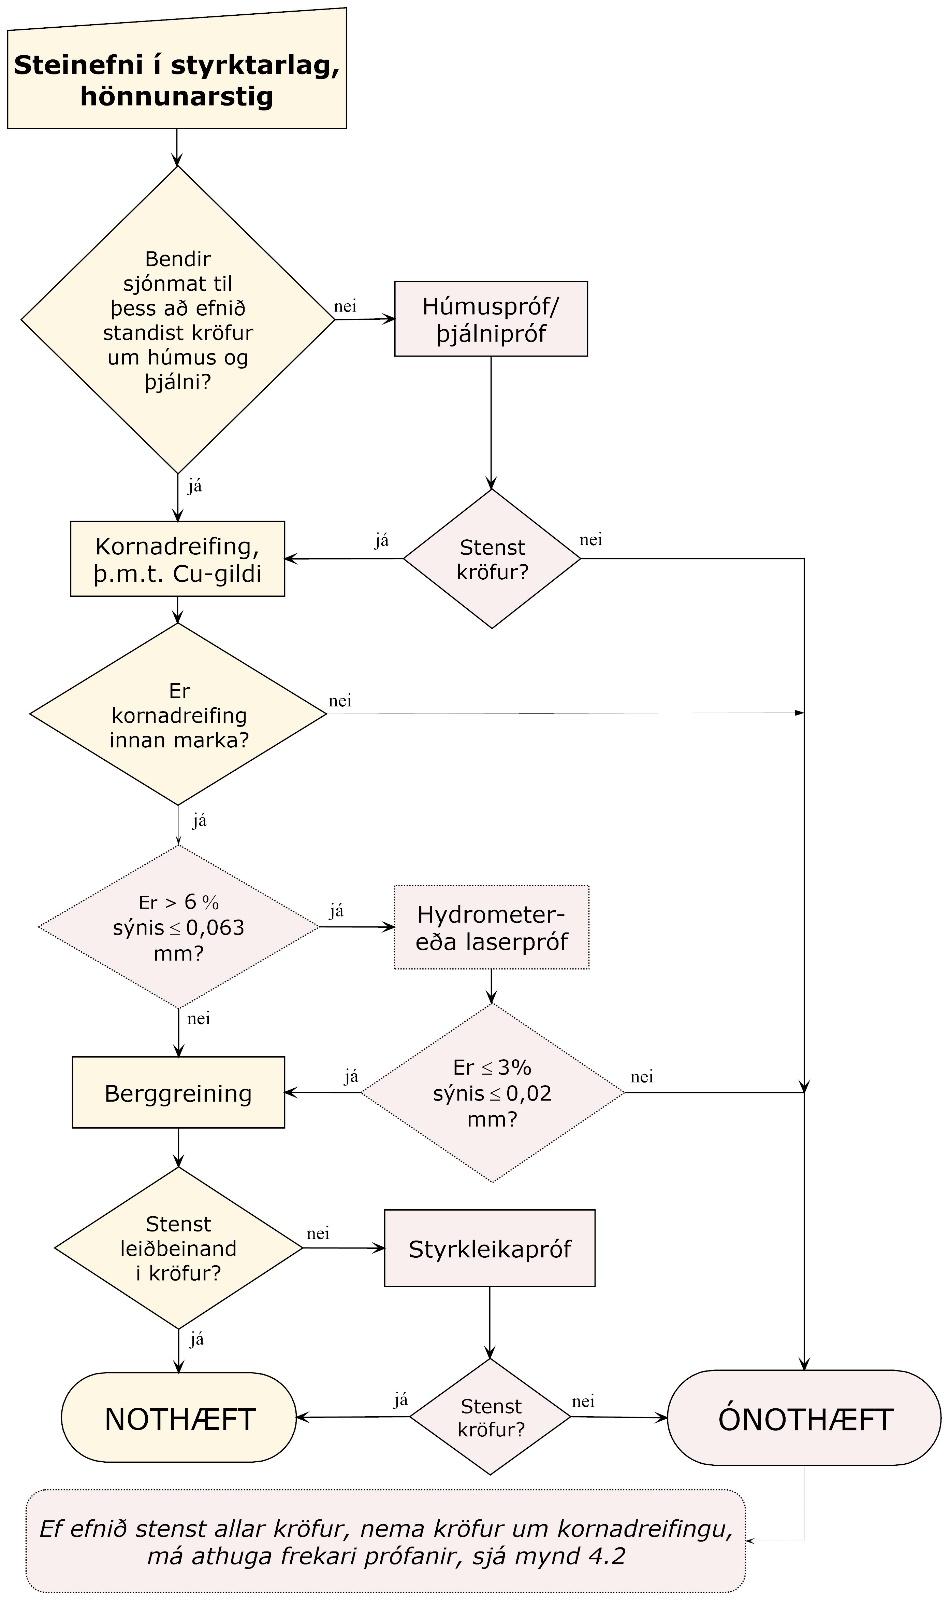 Steinefni í styrktarlag,
hönnunarstig
Bendir
sjónmat til
þess að efnið
standist kröfur
um húmus og
þjálni?
nei
Húmuspróf/
þjálnipróf
já
Kornadreifing,
þ.m.t. Cu-gildi
já
Stenst
kröfur?
nei
Er
kornadreifing
innan marka?
nei
já
Er > 6 %
sýnis ≤ 0,063
mm?
já
Hydrometer-
eða laserpróf
nei
Berggreining
já
Er ≤ 3%
sýnis ≤ 0,02
mm?
nei
Stenst
leiðbeinand
i kröfur?
nei
Styrkleikapróf
já
NOTHÆFT
já
Stenst
kröfur?
nei
ÓNOTHÆFT
Ef efnið stenst allar kröfur, nema kröfur um kornadreifingu,
má athuga frekari prófanir, sjá mynd 4.2